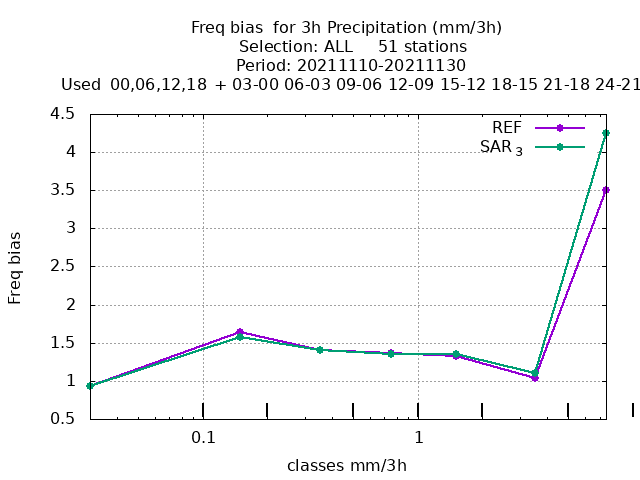 Freq bias  for 3h Precipitation (mm/3h)
Selection: ALL     51 stations
Period: 20211110-20211130
Used  00,06,12,18  + 03-00 06-03 09-06 12-09 15-12 18-15 21-18 24-21
4.5
REF
4
SAR 3
3.5
3
Freq bias
2.5
2
1.5
1
0.5
0.1 1
classes mm/3h